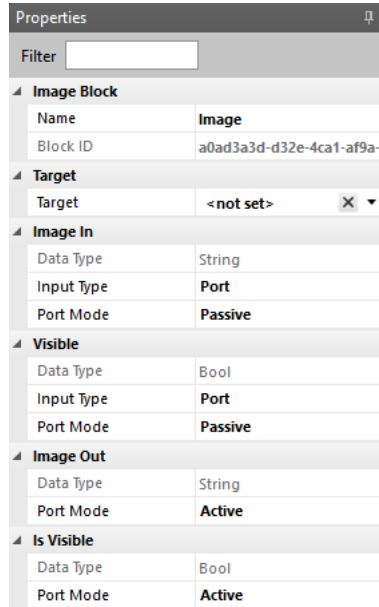 Properties
Filter
Image Block
Name Image
Block ID a0ad3a3d-d32e-4ca1-af9a-
Target
Target <not set>
Image In
Data Type String
Input Type Port
Port Mode Passive
Visible
Data Type Bool
Input Type Port
Port Mode Passive
Image Out
Data Type String
Port Mode Active
Is Visible
Data Type Bool
Port Mode Active